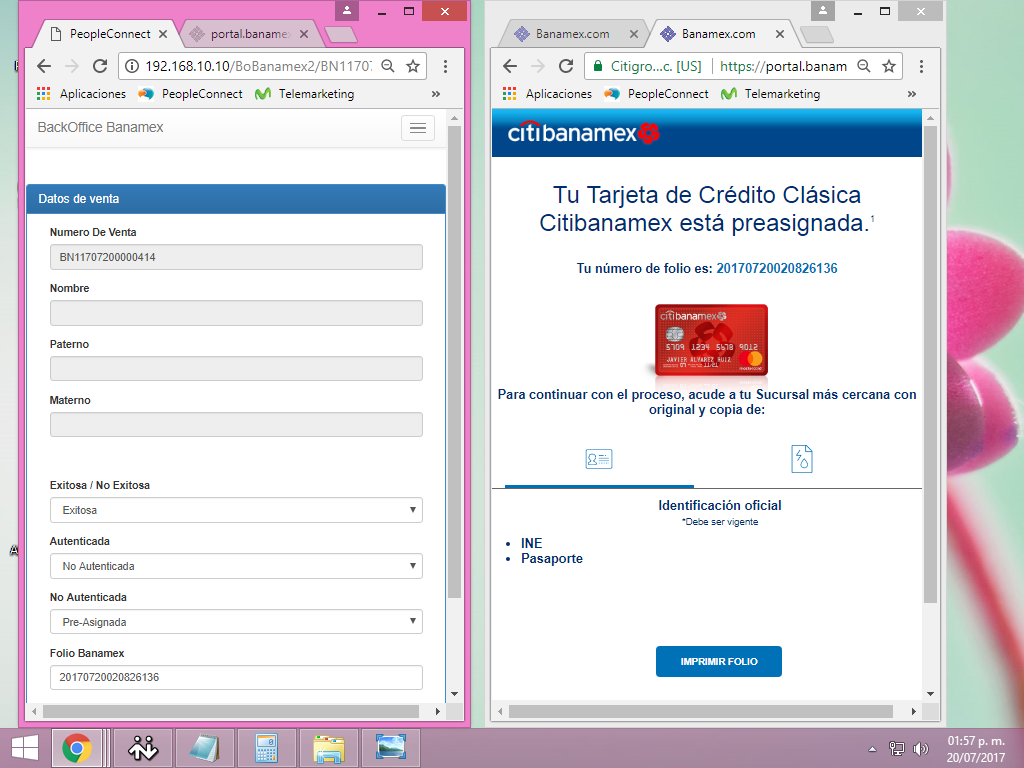 PeopleConnect
portal.banamex
192.168.10.10/BoBanamex2/BN11707
Aplicaciones
PeopleConnect
Telemarketing
»
BackOffice Banamex
Datos de venta
Numero De Venta
BN11707200000414
Nombre
Paterno
Materno
Exitosa / No Exitosa
Exitosa
Autenticada
No Autenticada
No Autenticada
Pre-Asignada
Folio Banamex
20170720020826136
Banamex.com
Banamex.com
Citigro...c. [US]
https://portal.banam
Aplicaciones
PeopleConnect
Telemarketing
»
citibanamex
Tu Tarjeta de Crédito Clásica
Citibanamex está preasignada.¹
Tu número de folio es: 20170720020826136
citibanamex
5709 1234 5678 9012
JAVIER ALVAREZ RUIZ
mastercard
Para continuar con el proceso, acude a tu Sucursal más cercana con
original y copia de:
Identificación oficial
*Debe ser vigente
• INE
• Pasaporte
IMPRIMIR FOLIO
01:57 p. m.
20/07/2017